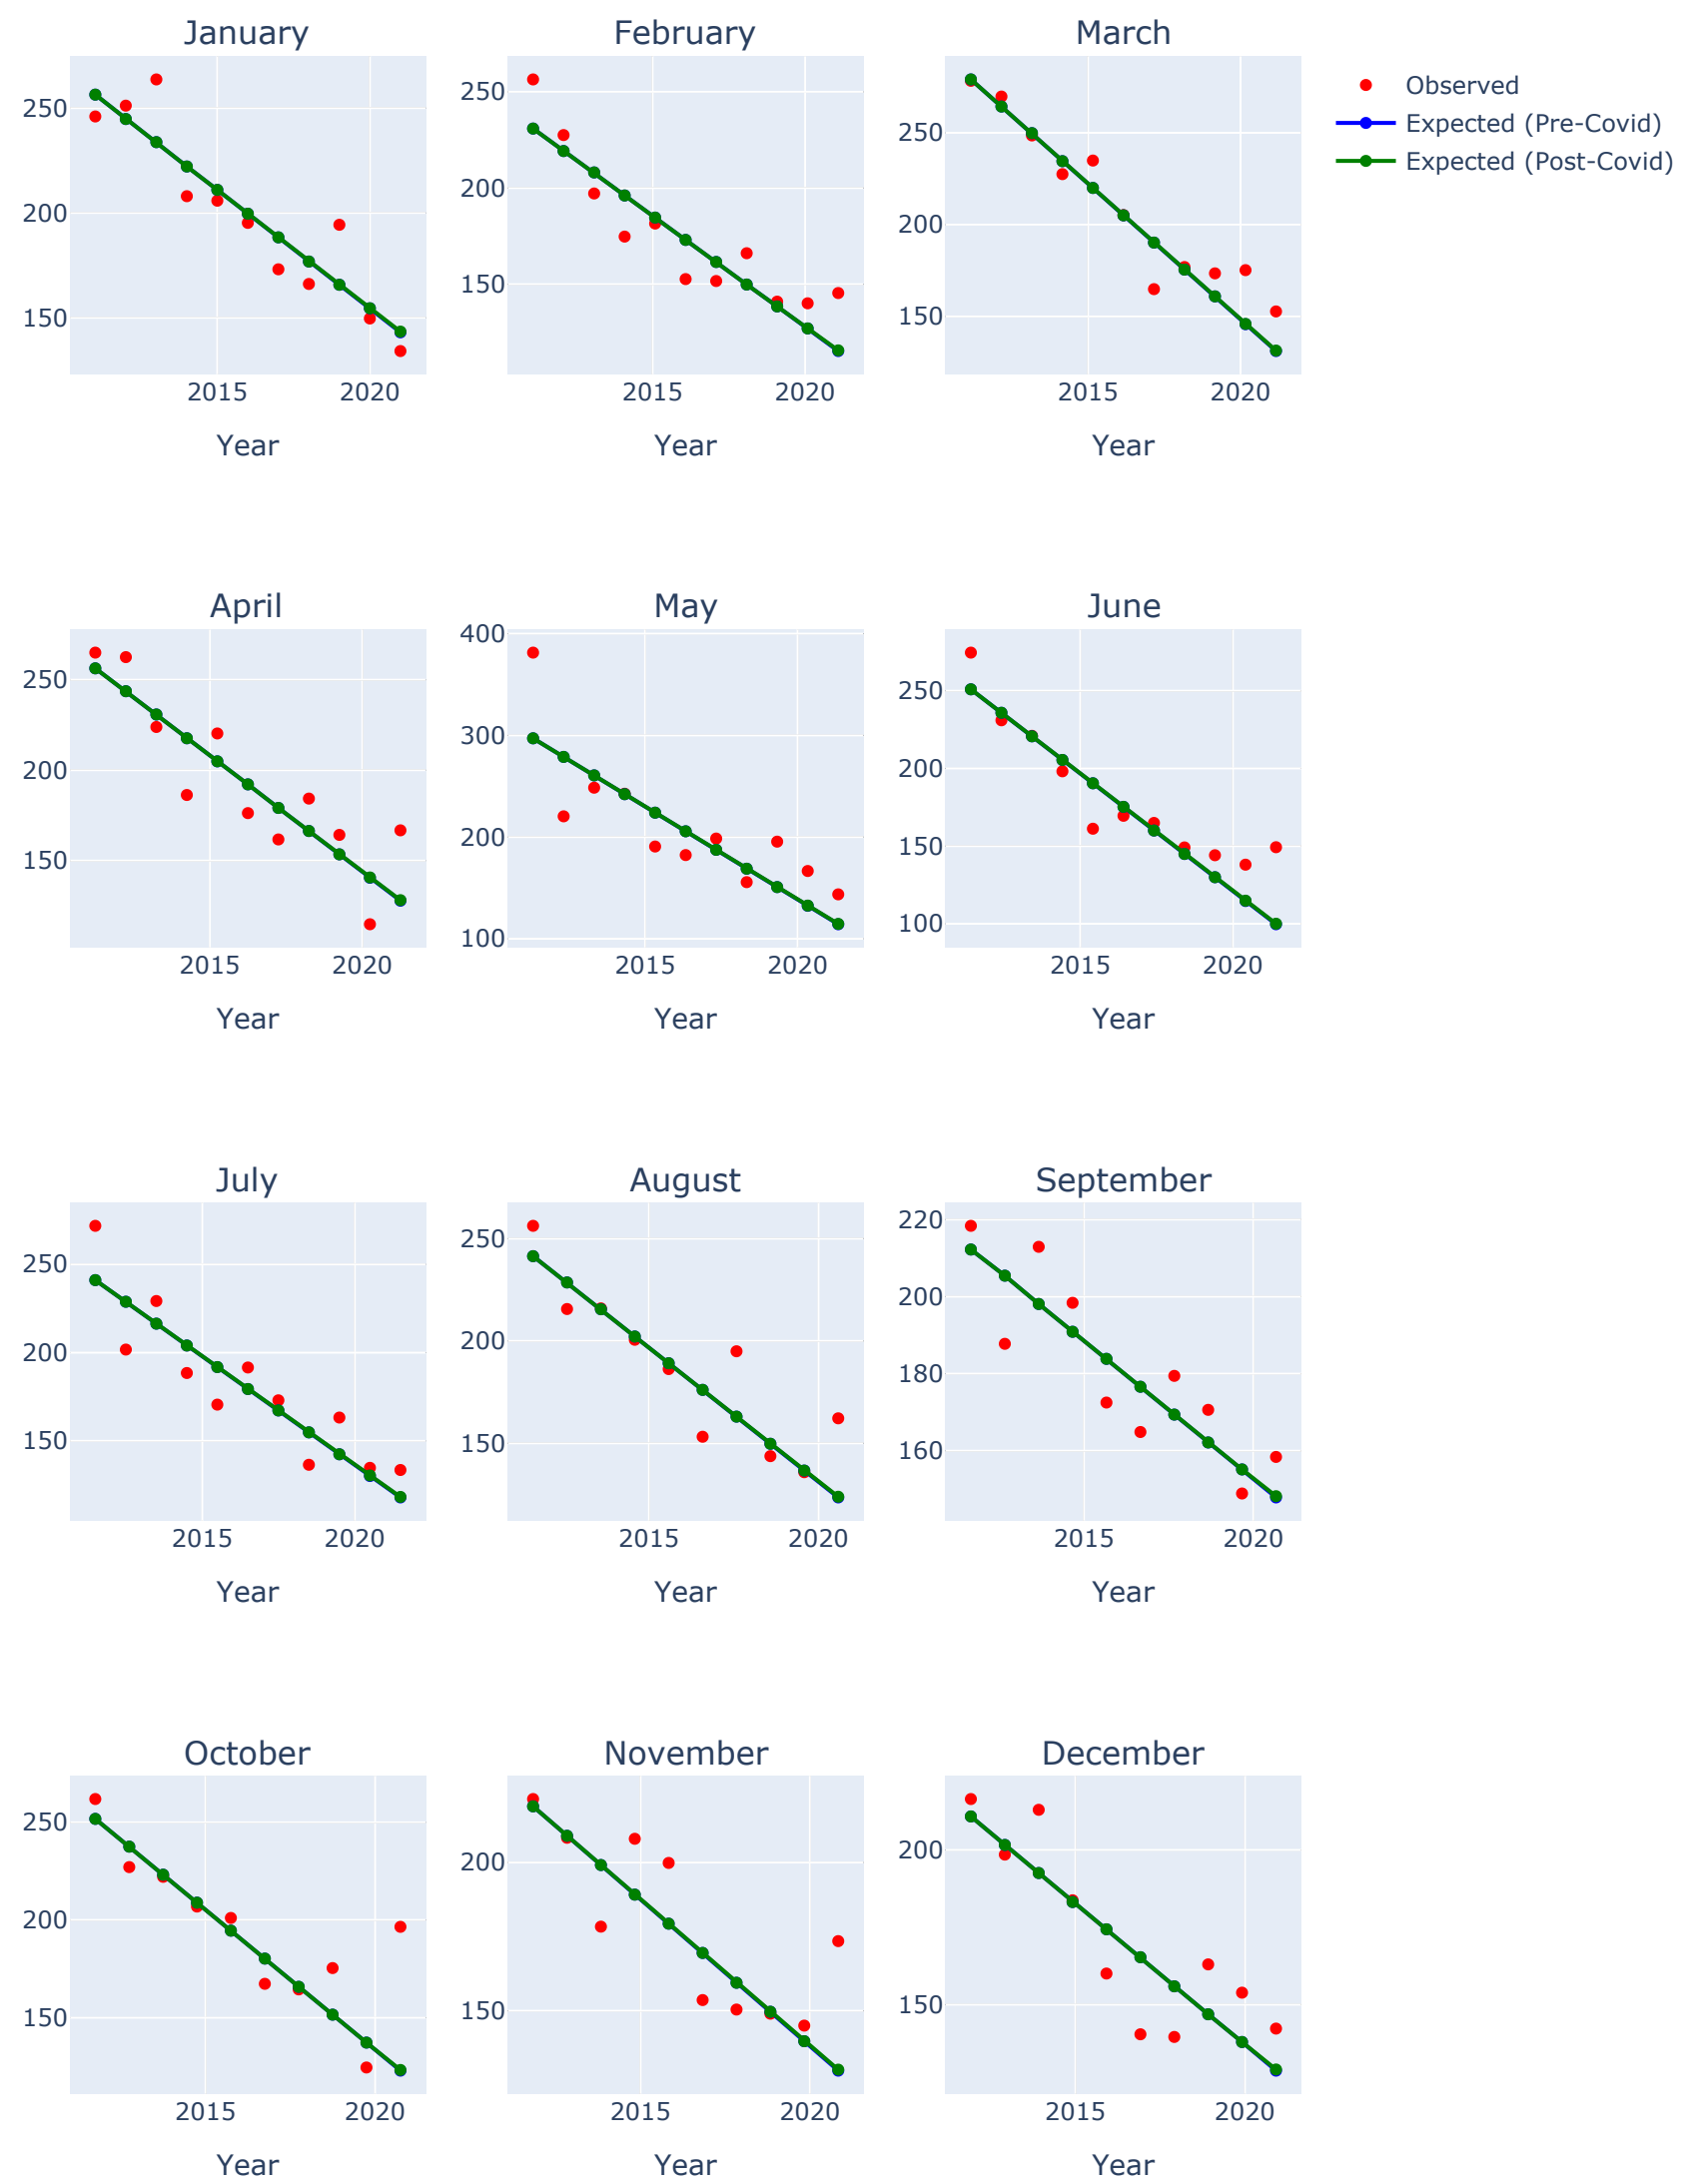 January
February
March
250
200
150
2015
2020
Year
250
200
150
2015
2020
Year
250
200
150
2015
2020
Year
Observed
Expected (Pre-Covid)
Expected (Post-Covid)
April
May
June
250
200
150
2015
2020
Year
400
300
200
100
2015
2020
Year
250
200
150
100
2015
2020
Year
July
August
September
250
200
150
2015
2020
Year
250
200
150
2015
2020
Year
220
200
180
160
2015
2020
Year
October
November
December
250
200
150
2015
2020
Year
200
150
2015
2020
Year
200
150
2015
2020
Year